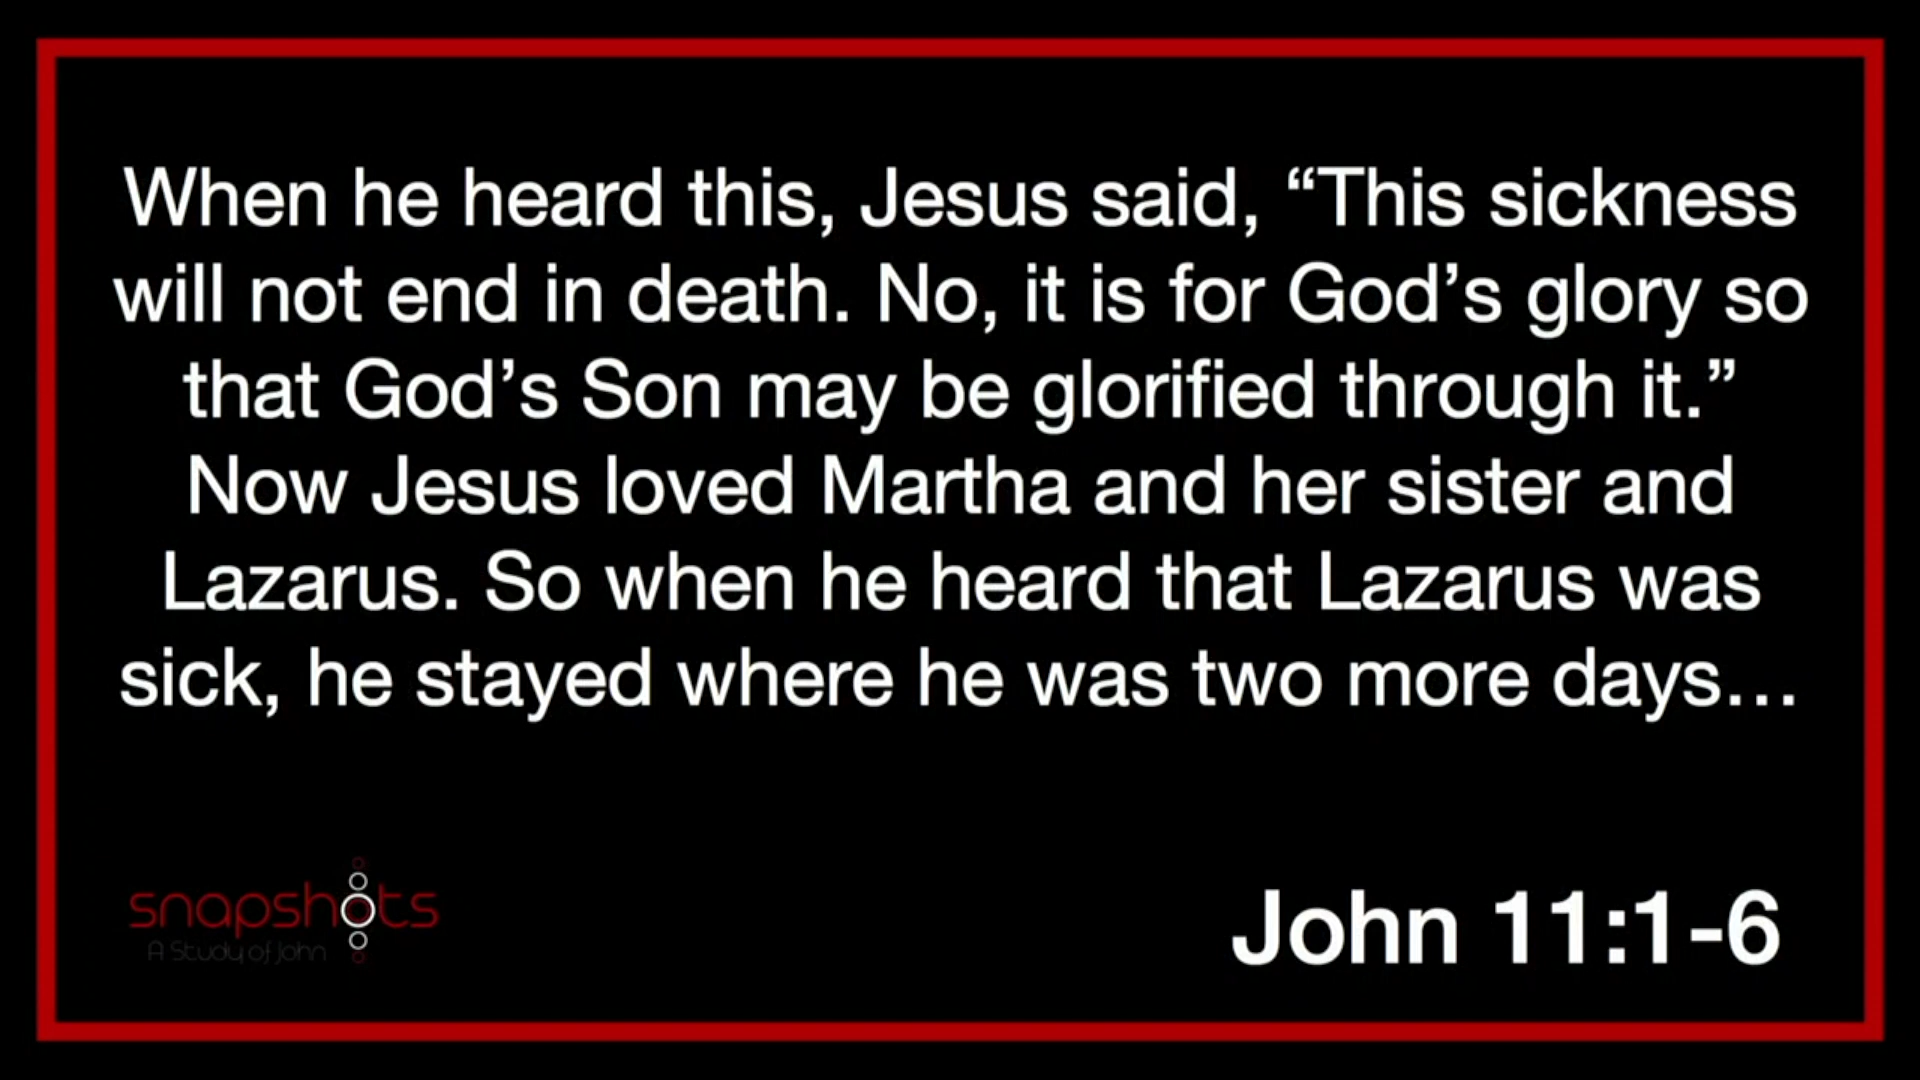 When he heard this, Jesus said, “This sickness
will not end in death. No, it is for God’s glory so
that God’s Son may be glorified through it.”
Now Jesus loved Martha and her sister and
Lazarus. So when he heard that Lazarus was
sick, he stayed where he was two more days…
snapshots
A Study of John
John 11:1-6